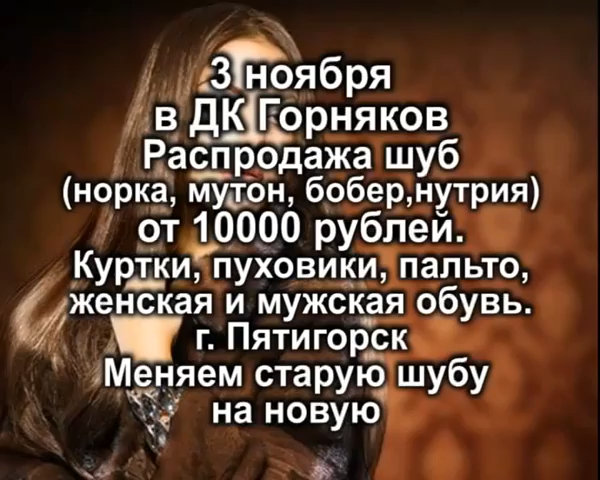 3 ноября
в ДК Горняков
Распродажа шуб
(норка, мутон, бобер,нутрия)
от 10000 рублей.
Куртки, пуховики, пальто,
женская и мужская обувь.
г. Пятигорск
Меняем старую шубу
на новую